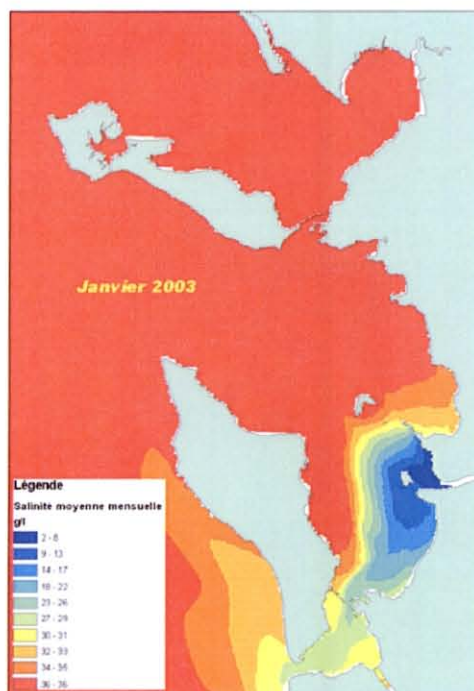 Janvier 2003
Légende
Salinité moyenne mensuelle
g/l
2 - 8
9 - 13
14 - 17
18 - 22
23 - 26
27 - 29
30 - 31
32 - 33
34 - 35
36 - 36